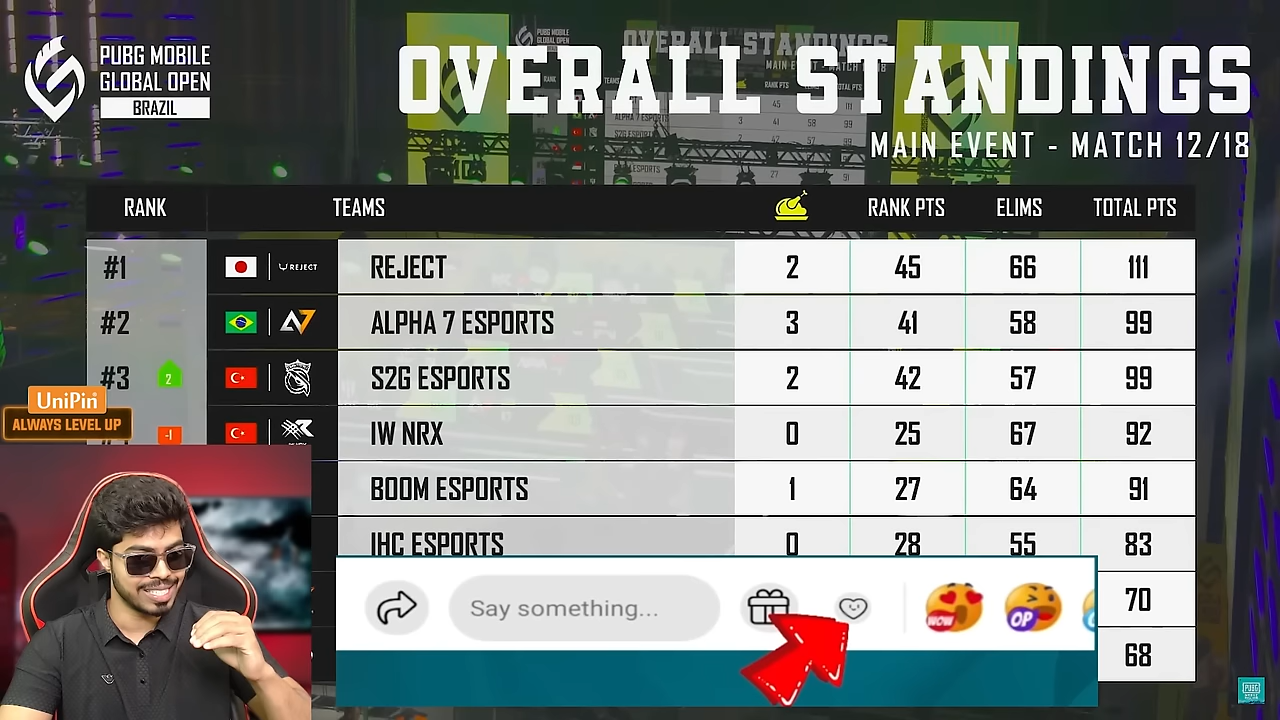 PUBG MOBILE
GLOBAL OPEN
BRAZIL
OVERALL STANDINGS
MAIN EVENT - MATCH 12/18
RANK TEAMS RANK PTS ELIMS TOTAL PTS
#1 REJECT REJECT 2 45 66 111
#2 ALPHA 7 ESPORTS 3 41 58 99
#3 2 S2G ESPORTS 2 42 57 99
-1 IW NRX 0 25 67 92
BOOM ESPORTS 1 27 64 91
IHC ESPORTS 0 28 55 83
70
68
UniPin
ALWAYS LEVEL UP
Say something...
WOW
OP
PUBG